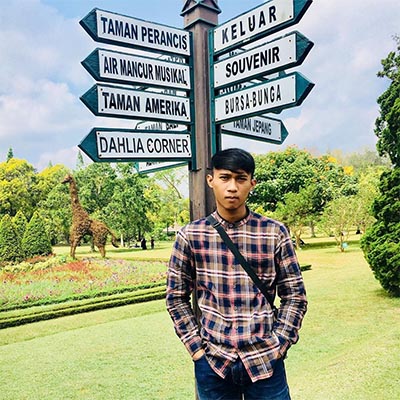 TAMAN PERANCIS
AIR MANCUR MUSIKAL
TAMAN AMERIKA
DAHLIA CORNER
KELUAR
SOUVENIR
BURSA-BUNGA
TAMAN JEPANG